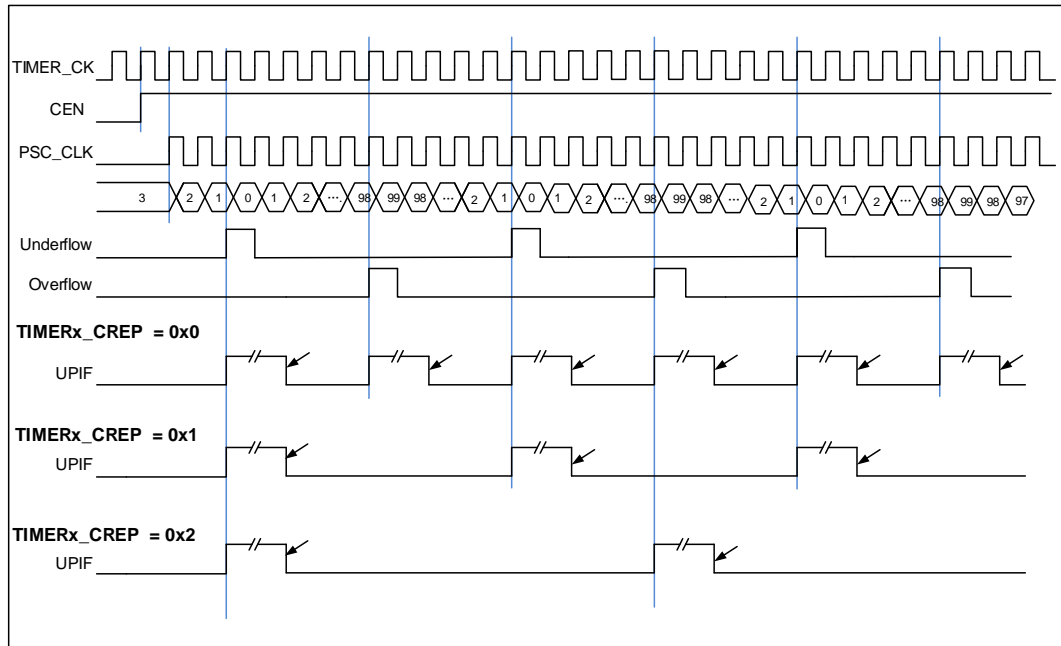 TIMER_CK
CEN
PSC_CLK
3 2 1 0 1 2 .... 98 99 98 ... 2 1 0 1 2 .... 98 99 98 ... 2 1 0 1 2 ... 98 99 98 97
Underflow
Overflow
TIMERx_CREP = 0x0
UPIF
TIMERx_CREP = 0x1
UPIF
TIMERx_CREP = 0x2
UPIF